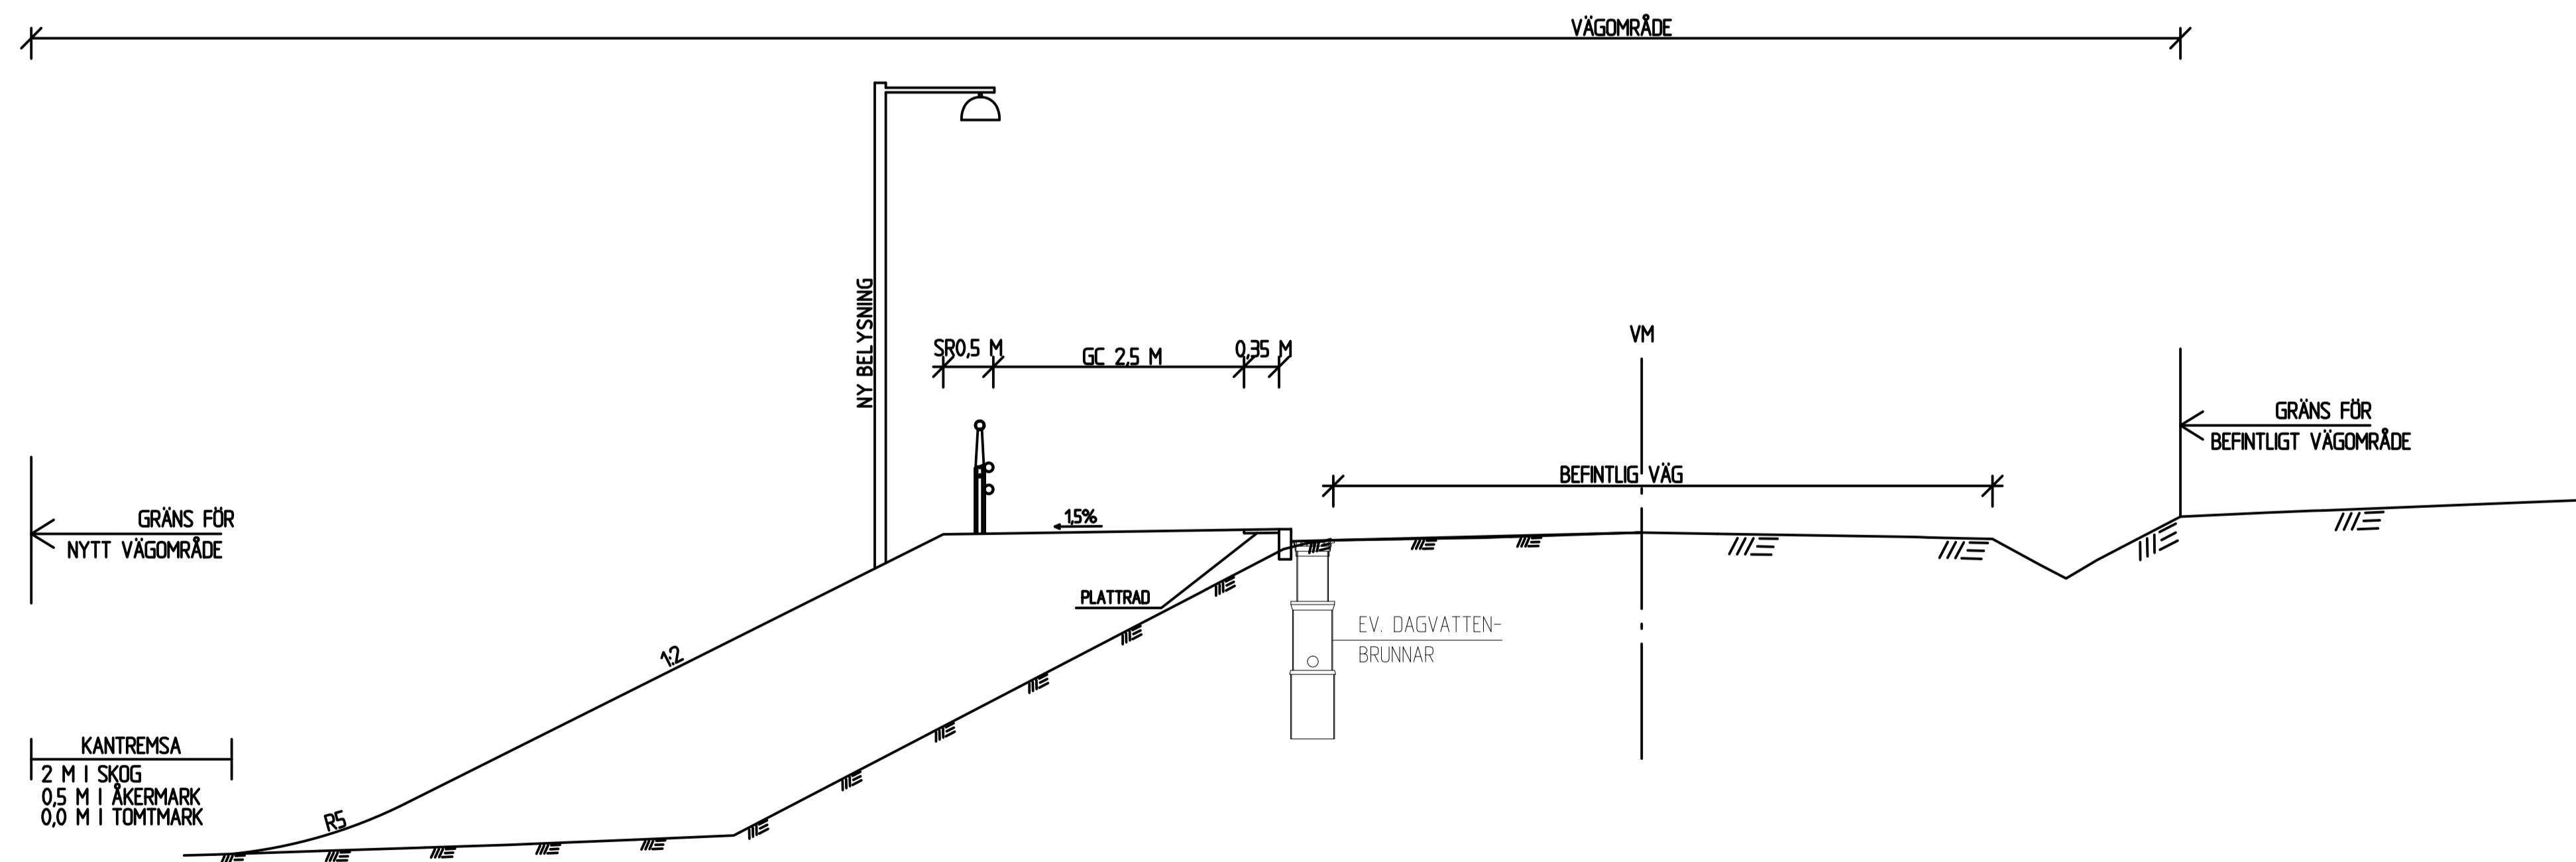 VÄGOMRÅDE
NY BELYSNING
VM
SR0,5 M
GC 2,5 M
0,35 M
GRÄNS FÖR
BEFINTLIGT VÄGOMRÅDE
BEFINTLIG VÄG
GRÄNS FÖR
NYTT VÄGOMRÅDE
1,5%
PLATTRAD
EV. DAGVATTEN-
BRUNNAR
1:2
KANTREMSA
2 M I SKOG
0,5 M I ÅKERMARK
0,0 M I TOMTMARK
R5